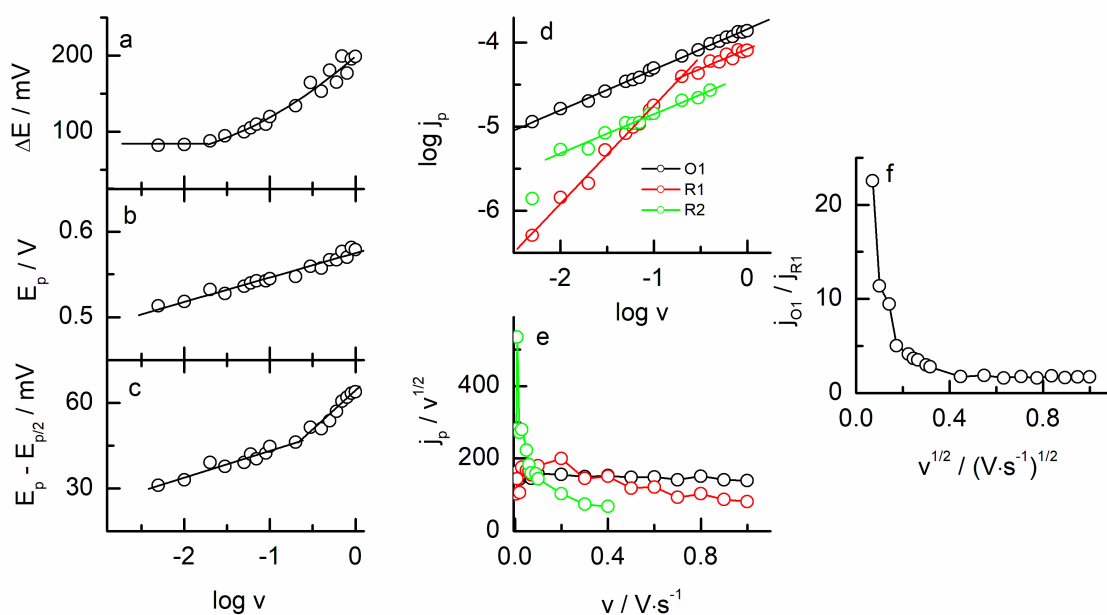 a
200
100
ΔE / mV
b
0.6
0.5
E_p / V
c
60
30
E_p - E_p/2 / mV
-2 -1 0
log v
d
-4
-5
-6
log j_p
O1
R1
R2
-2 -1 0
log v
e
400
200
0
j_p / v^1/2
0.0 0.4 0.8
v / V·s^-1
f
20
10
0
j_O1 / j_R1
0.0 0.4 0.8
v^1/2 / (V·s^-1)^1/2